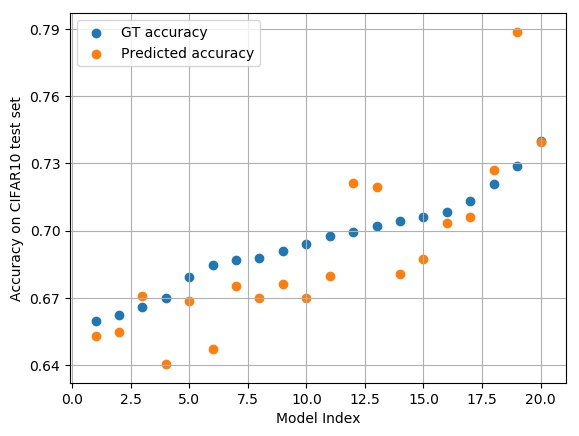 GT accuracy
Predicted accuracy
Accuracy on CIFAR10 test set
0.79
0.76
0.73
0.70
0.67
0.64
0.0 2.5 5.0 7.5 10.0 12.5 15.0 17.5 20.0
Model Index